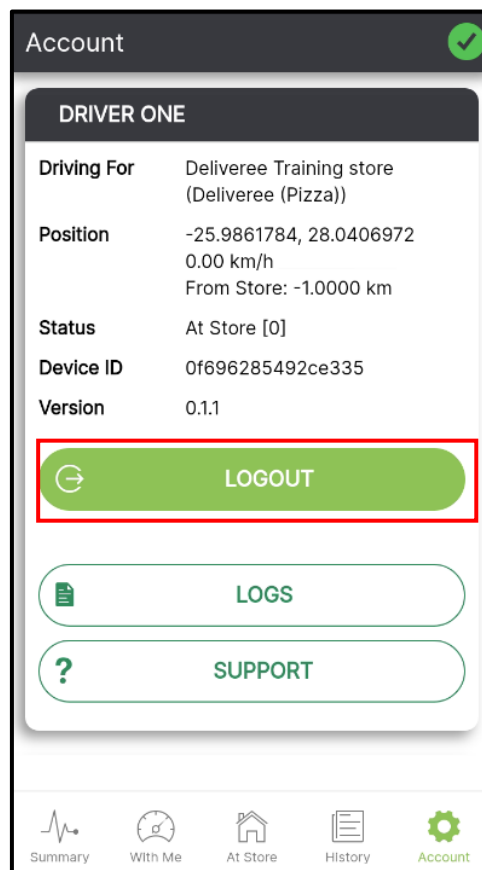 Account
DRIVER ONE
Driving For Deliveree Training store
(Deliveree (Pizza))
Position -25.9861784, 28.0406972
0.00 km/h
From Store: -1.0000 km
Status At Store [0]
Device ID 0f696285492ce335
Version 0.1.1
LOGOUT
LOGS
? SUPPORT
Summary With Me At Store History Account